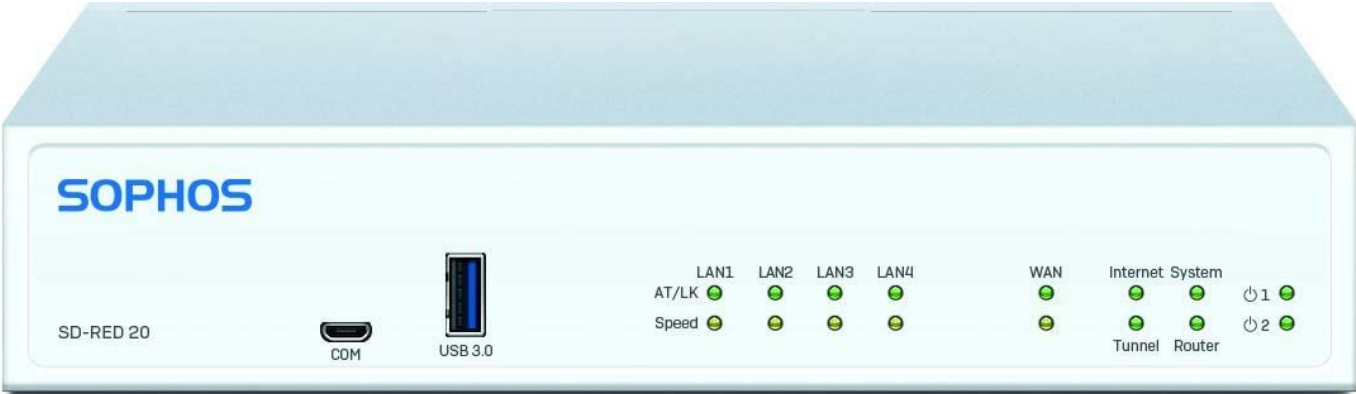 SOPHOS
LAN1 LAN2 LAN3 LAN4 WAN Internet System
AT/LK 1
Speed 2
SD-RED 20 COM USB 3.0 Tunnel Router